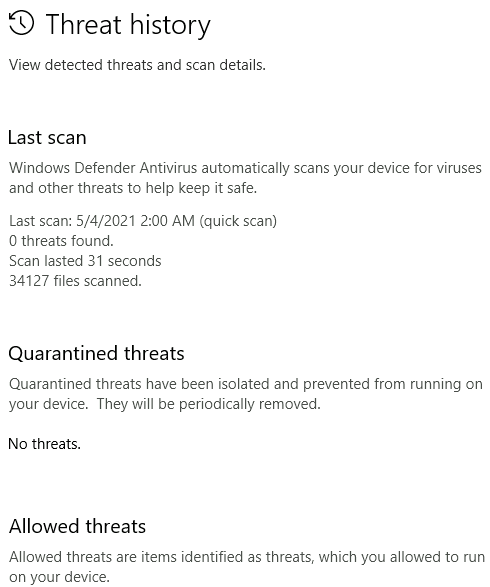 Threat history
View detected threats and scan details.
Last scan
Windows Defender Antivirus automatically scans your device for viruses
and other threats to help keep it safe.
Last scan: 5/4/2021 2:00 AM (quick scan)
0 threats found.
Scan lasted 31 seconds
34127 files scanned.
Quarantined threats
Quarantined threats have been isolated and prevented from running on
your device.  They will be periodically removed.
No threats.
Allowed threats
Allowed threats are items identified as threats, which you allowed to run
on your device.